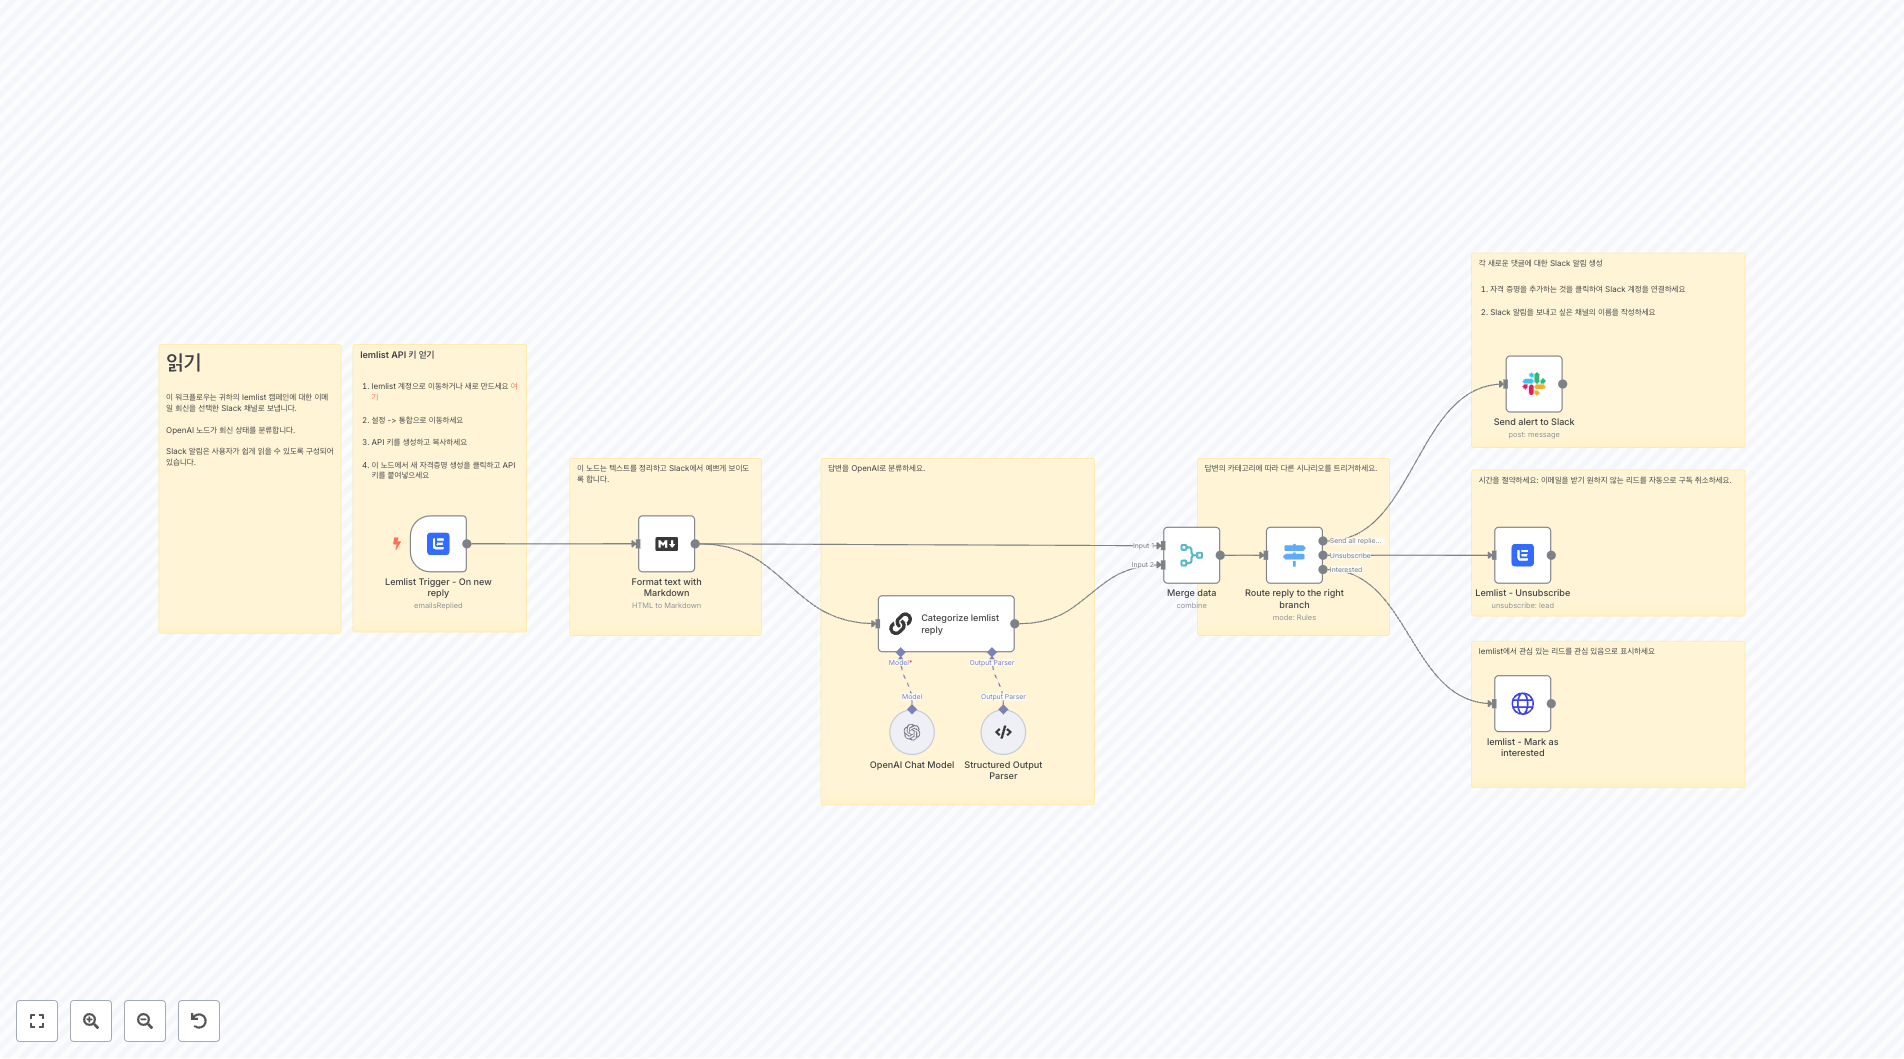 읽기
이 워크플로우는 귀하의 lemlist 캠페인에 대한 이메
일 회신을 선택한 Slack 채널로 보냅니다.
OpenAI 노드가 회신 상태를 분류합니다.
Slack 알림은 사용자가 쉽게 읽을 수 있도록 구성되어
있습니다.
lemlist API 키 얻기
1. lemlist 계정으로 이동하거나 새로 만드세요 여
기
2. 설정 -> 통합으로 이동하세요
3. API 키를 생성하고 복사하세요
4. 이 노드에서 새 자격증명 생성을 클릭하고 API
키를 붙여넣으세요
Lemlist Trigger - On new
reply
emailsReplied
이 노드는 텍스트를 정리하고 Slack에서 예쁘게 보이도
록 합니다.
Format text with
Markdown
HTML to Markdown
답변을 OpenAI로 분류하세요.
Categorize lemlist
reply
Model*
Output Parser
Model
Output Parser
OpenAI Chat Model
Structured Output
Parser
Input 1
Input 2
Merge data
combine
답변의 카테고리에 따라 다른 시나리오를 트리거하세요.
Send all replie...
Unsubscribe
Interested
Route reply to the right
branch
mode: Rules
각 새로운 댓글에 대한 Slack 알림 생성
1. 자격 증명을 추가하는 것을 클릭하여 Slack 계정을 연결하세요
2. Slack 알림을 보내고 싶은 채널의 이름을 작성하세요
Send alert to Slack
post: message
시간을 절약하세요: 이메일을 받기 원하지 않는 리드를 자동으로 구독 취소하세요.
Lemlist - Unsubscribe
unsubscribe: lead
lemlist에서 관심 있는 리드를 관심 있음으로 표시하세요
lemlist - Mark as
interested